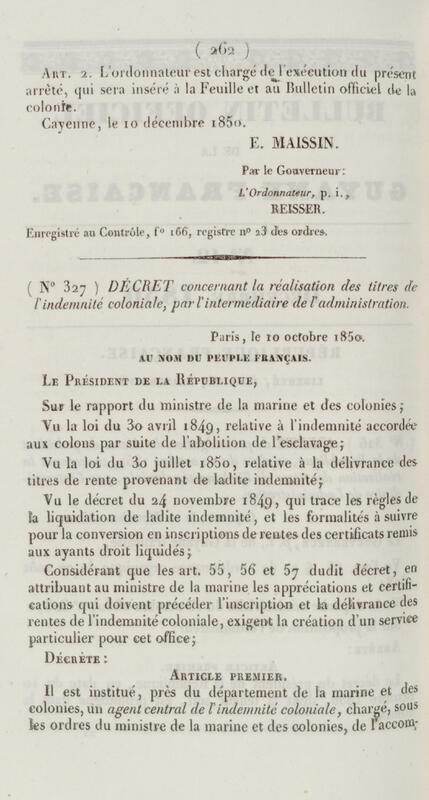 ( 262 )
ART. 2. L'ordonnateur est chargé de l'exécution du présent
arrêté, qui sera inséré à la Feuille et au Bulletin officiel de la
colonie.
Cayenne, le 10 décembre 1850.
E. MAISSIN.
Par le Gouverneur:
L'Ordonnateur, p. i.,
REISSER.
Enregistré au Contrôle, fo 166, registre no 23 des ordres.
( No 327 ) DÉCRET concernant la réalisation des titres de
l'indemnité coloniale, par l'intermédiaire de l'administration.
Paris, le 10 octobre 1850.
AU NOM DU PEUPLE FRANÇAIS.
LE PRÉSIDENT DE LA RÉPUBLIQUE,
Sur le rapport du ministre de la marine et des colonies;
Vu la loi du 30 avril 1849, relative à l'indemnité accordée
aux colons par suite de l'abolition de l'esclavage;
Vu la loi du 30 juillet 1850, relative à la délivrance des
titres de rente provenant de ladite indemnité;
Vu le décret du 24 novembre 1849, qui trace les règles de
la liquidation de ladite indemnité, et les formalités à suivre
pour la conversion en inscriptions de rentes des certificats remis
aux ayants droit liquidés;
Considérant que les art. 55, 56 et 57 dudit décret, en
attribuant au ministre de la marine les appréciations et certifi-
cations qui doivent précéder l'inscription et la délivrance des
rentes de l'indemnité coloniale, exigent la création d'un service
particulier pour cet office;
DÉCRÈTE :
ARTICLE PREMIER.
Il est institué, près du département de la marine et des
colonies, un agent central de l'indemnité coloniale, chargé, sous
les ordres du ministre de la marine et des colonies, de l'accom-